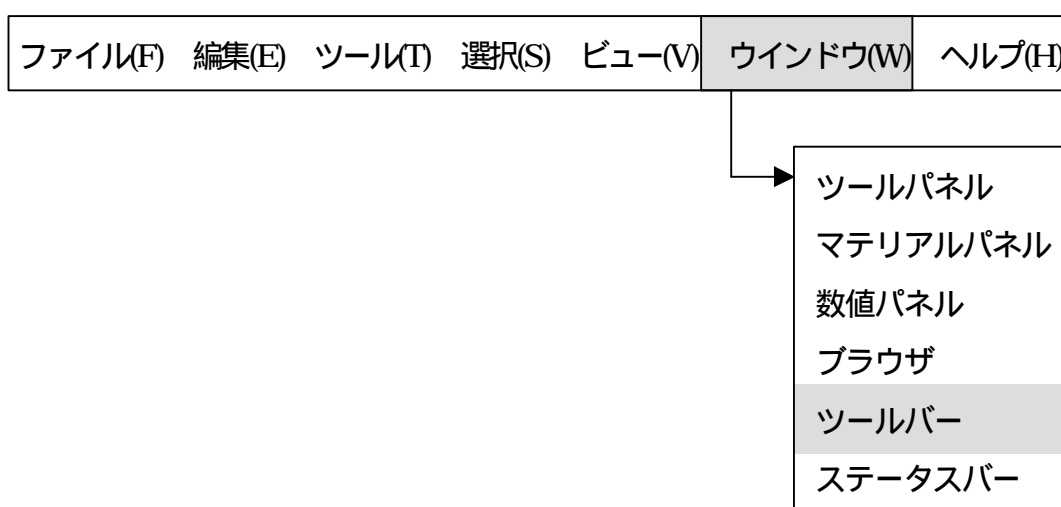 ファイル(F) 編集(E) ツール(T) 選択(S) ビュー(V) ウインドウ(W) ヘルプ(H)
ツールパネル
マテリアルパネル
数値パネル
ブラウザ
ツールバー
ステータスバー